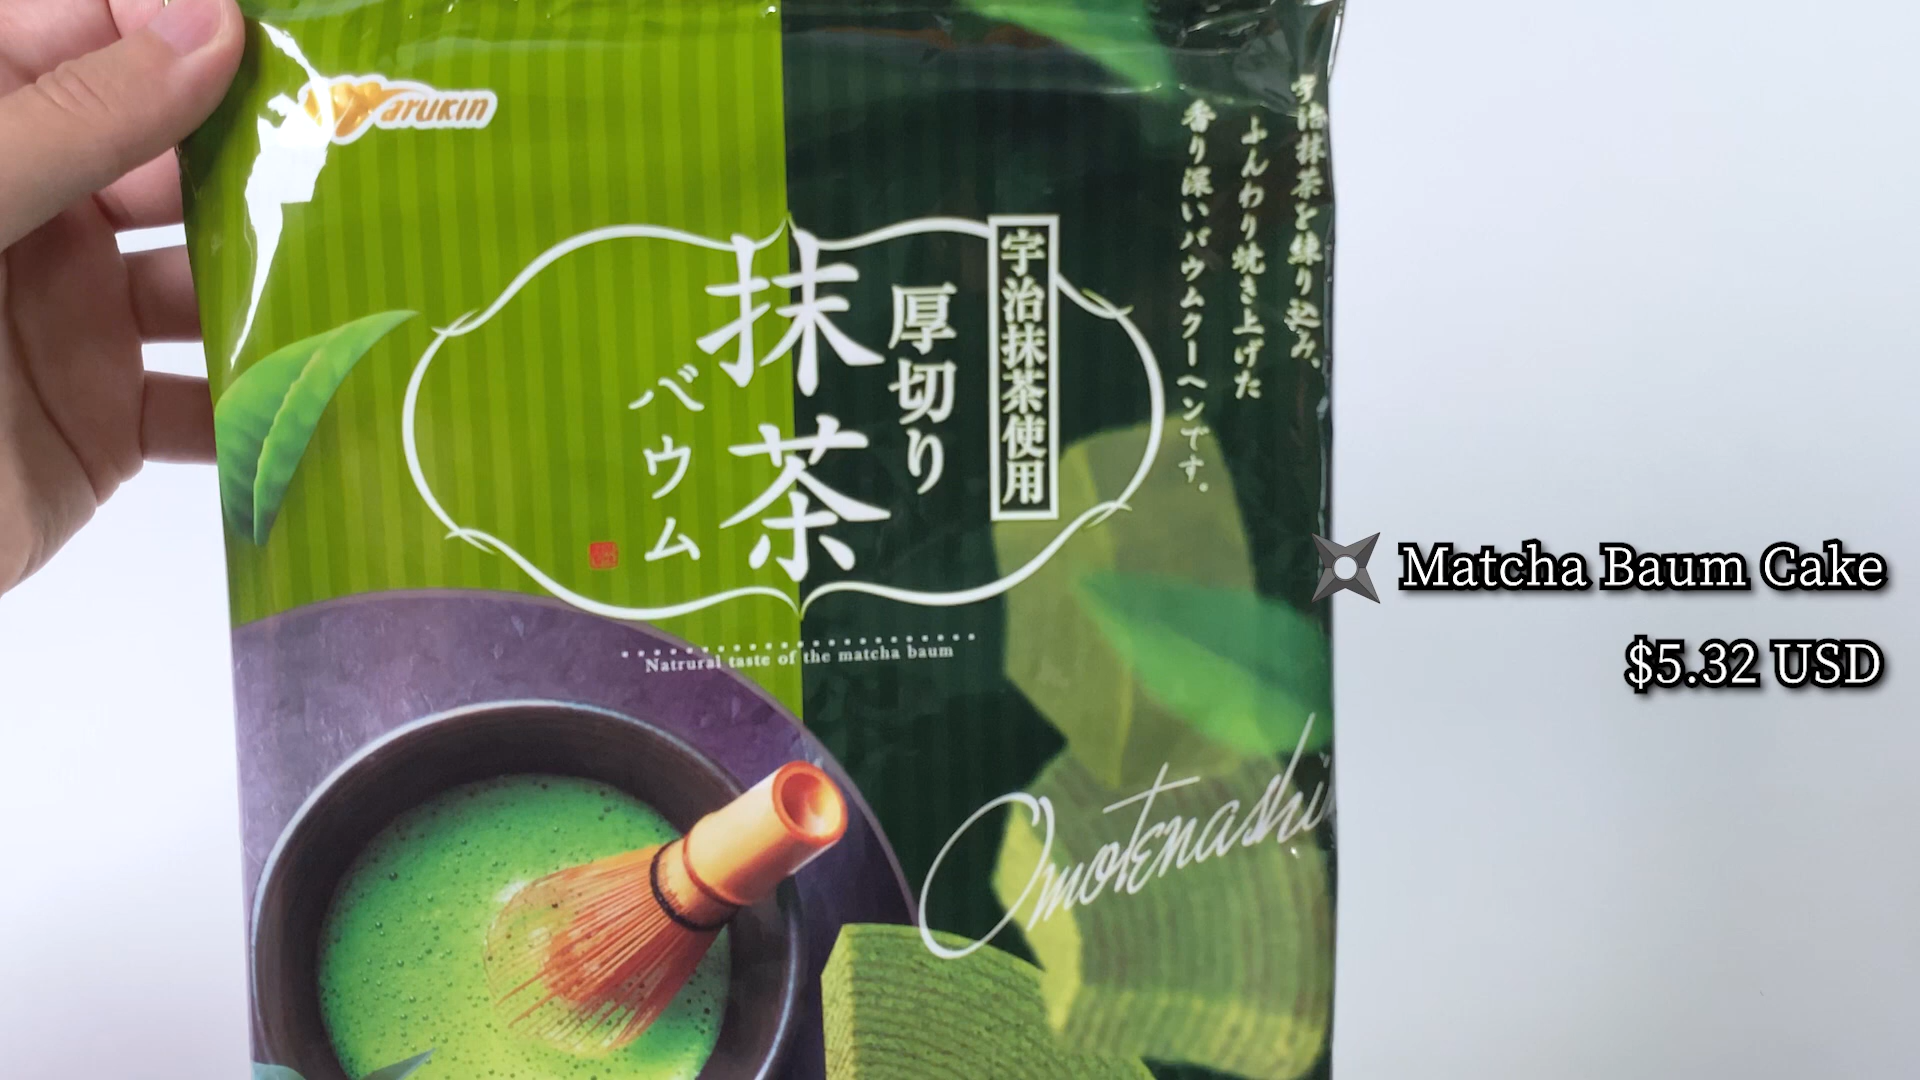 Marukin
宇治抹茶を練り込み、
ふんわり焼き上げた
香り深いバウムクーヘンです。
宇治抹茶使用
厚切り
抹茶
バウム
Natrural taste of the matcha baum
Omotenashi
Matcha Baum Cake
$5.32 USD